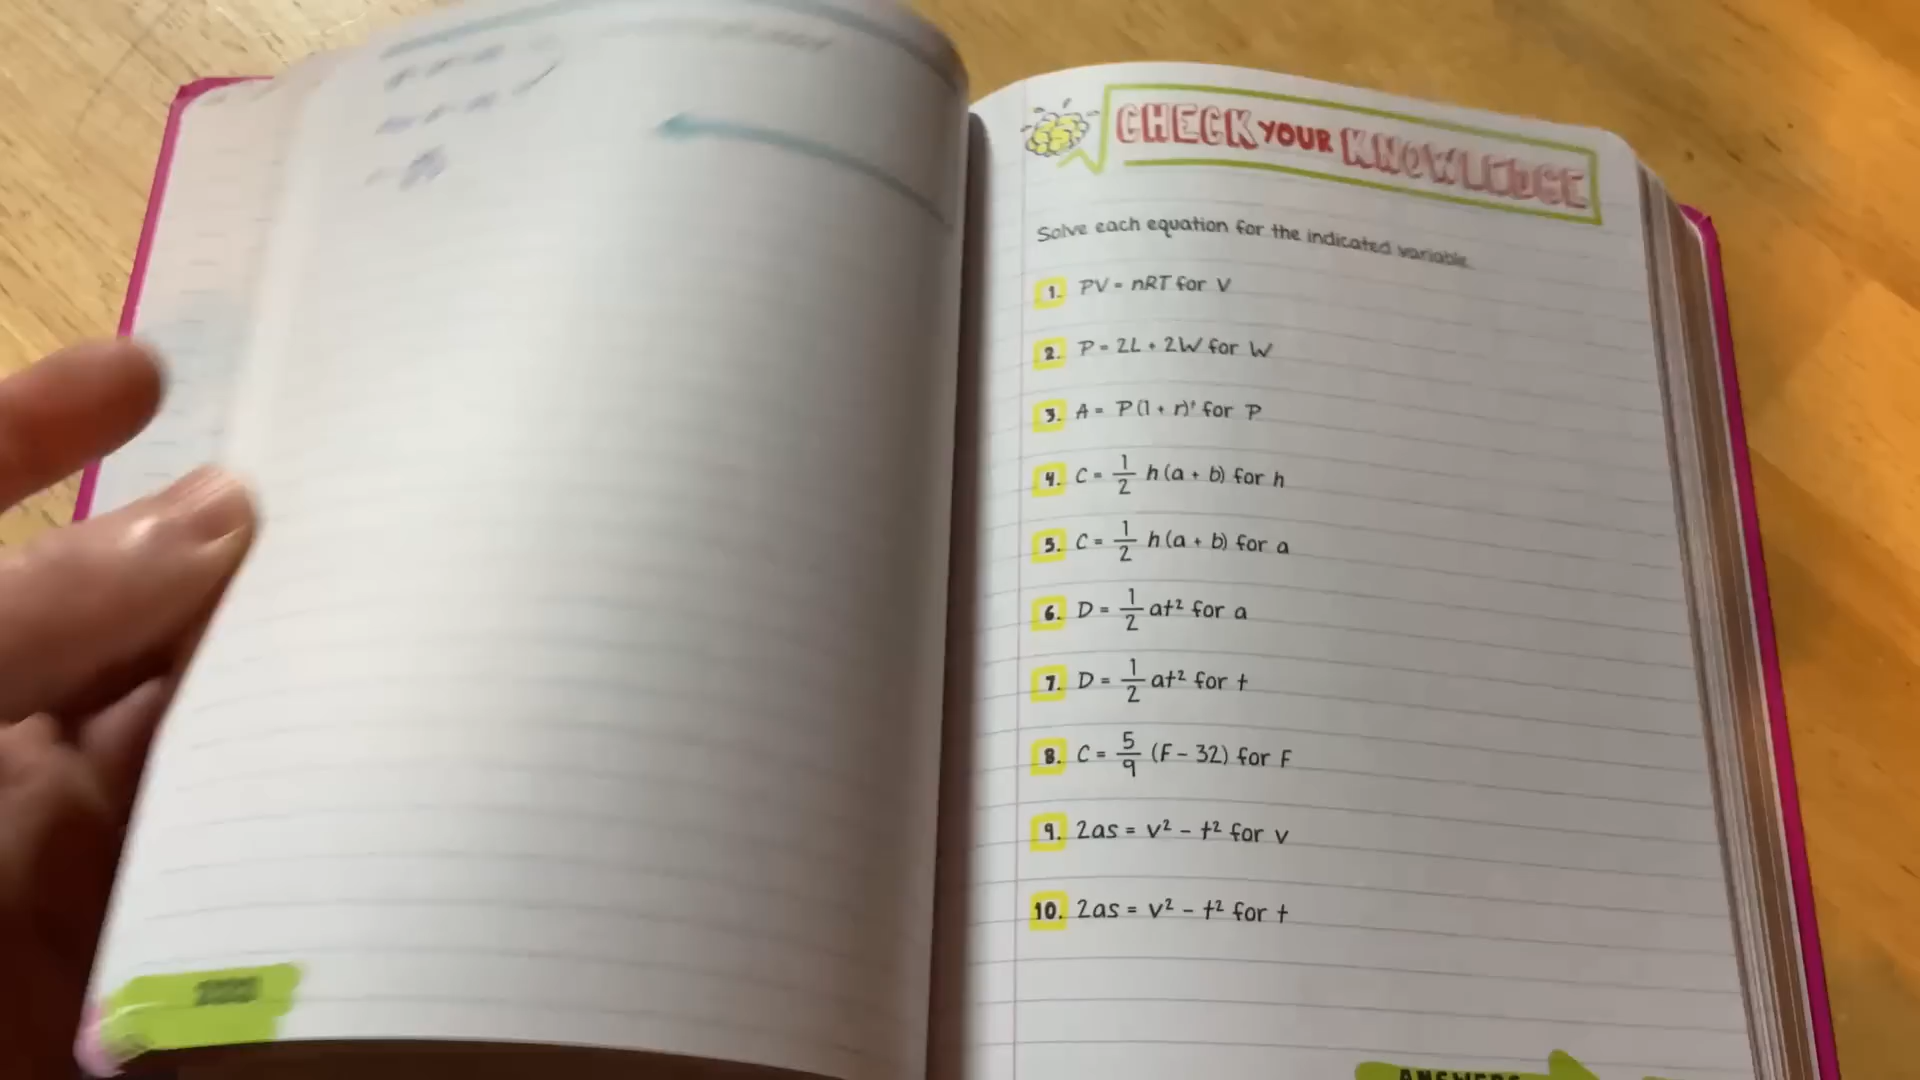 CHECK YOUR KNOWLEDGE
Solve each equation for the indicated variable.
1. PV = nRT for V
2. P = 2L + 2W for W
3. A = P(1 + r)ᵗ for P
4. C = 1/2 h(a + b) for h
5. C = 1/2 h(a + b) for a
6. D = 1/2 at² for a
7. D = 1/2 at² for t
8. C = 5/9 (F - 32) for F
9. 2as = v² - t² for v
10. 2as = v² - t² for t
ANSWERS